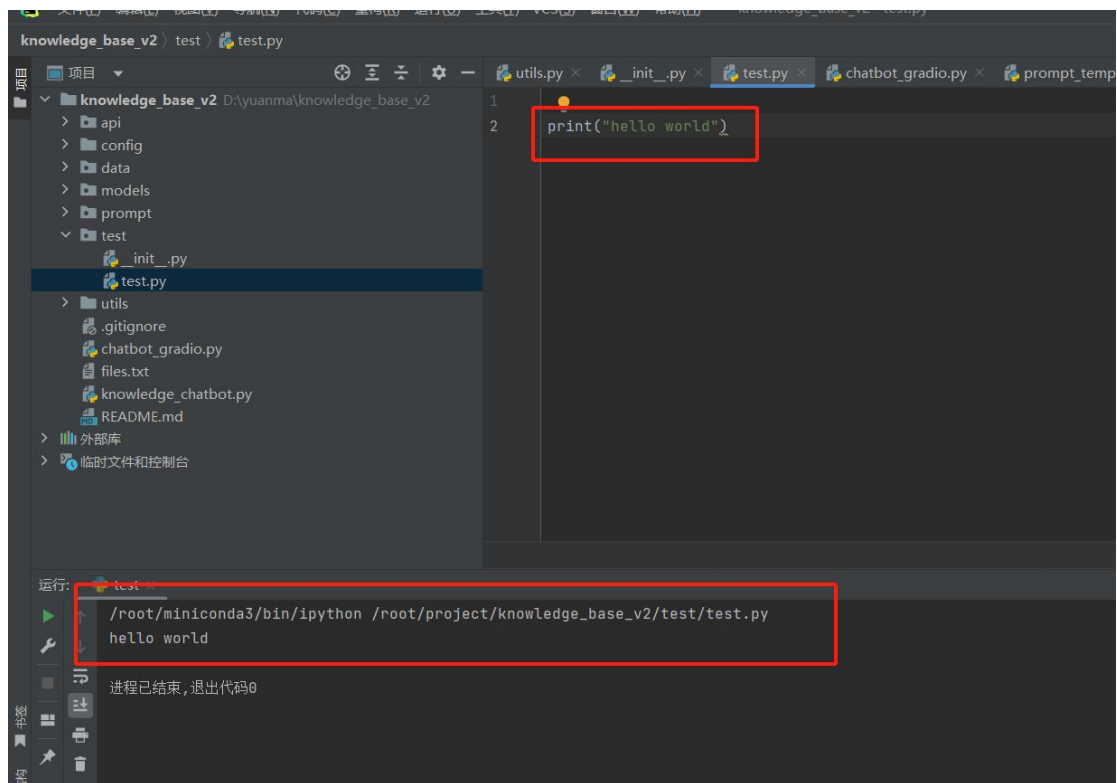 knowledge_base_v2 〉 test 〉 test.py
项目
项目
utils.py
__init__.py
test.py
chatbot_gradio.py
prompt_temp
knowledge_base_v2 D:\yuanma\knowledge_base_v2
api
config
data
models
prompt
test
__init__.py
test.py
utils
.gitignore
chatbot_gradio.py
files.txt
knowledge_chatbot.py
README.md
外部库
临时文件和控制台
1
2 print("hello world")
运行: test
/root/miniconda3/bin/ipython /root/project/knowledge_base_v2/test/test.py
hello world
进程已结束,退出代码0
书签